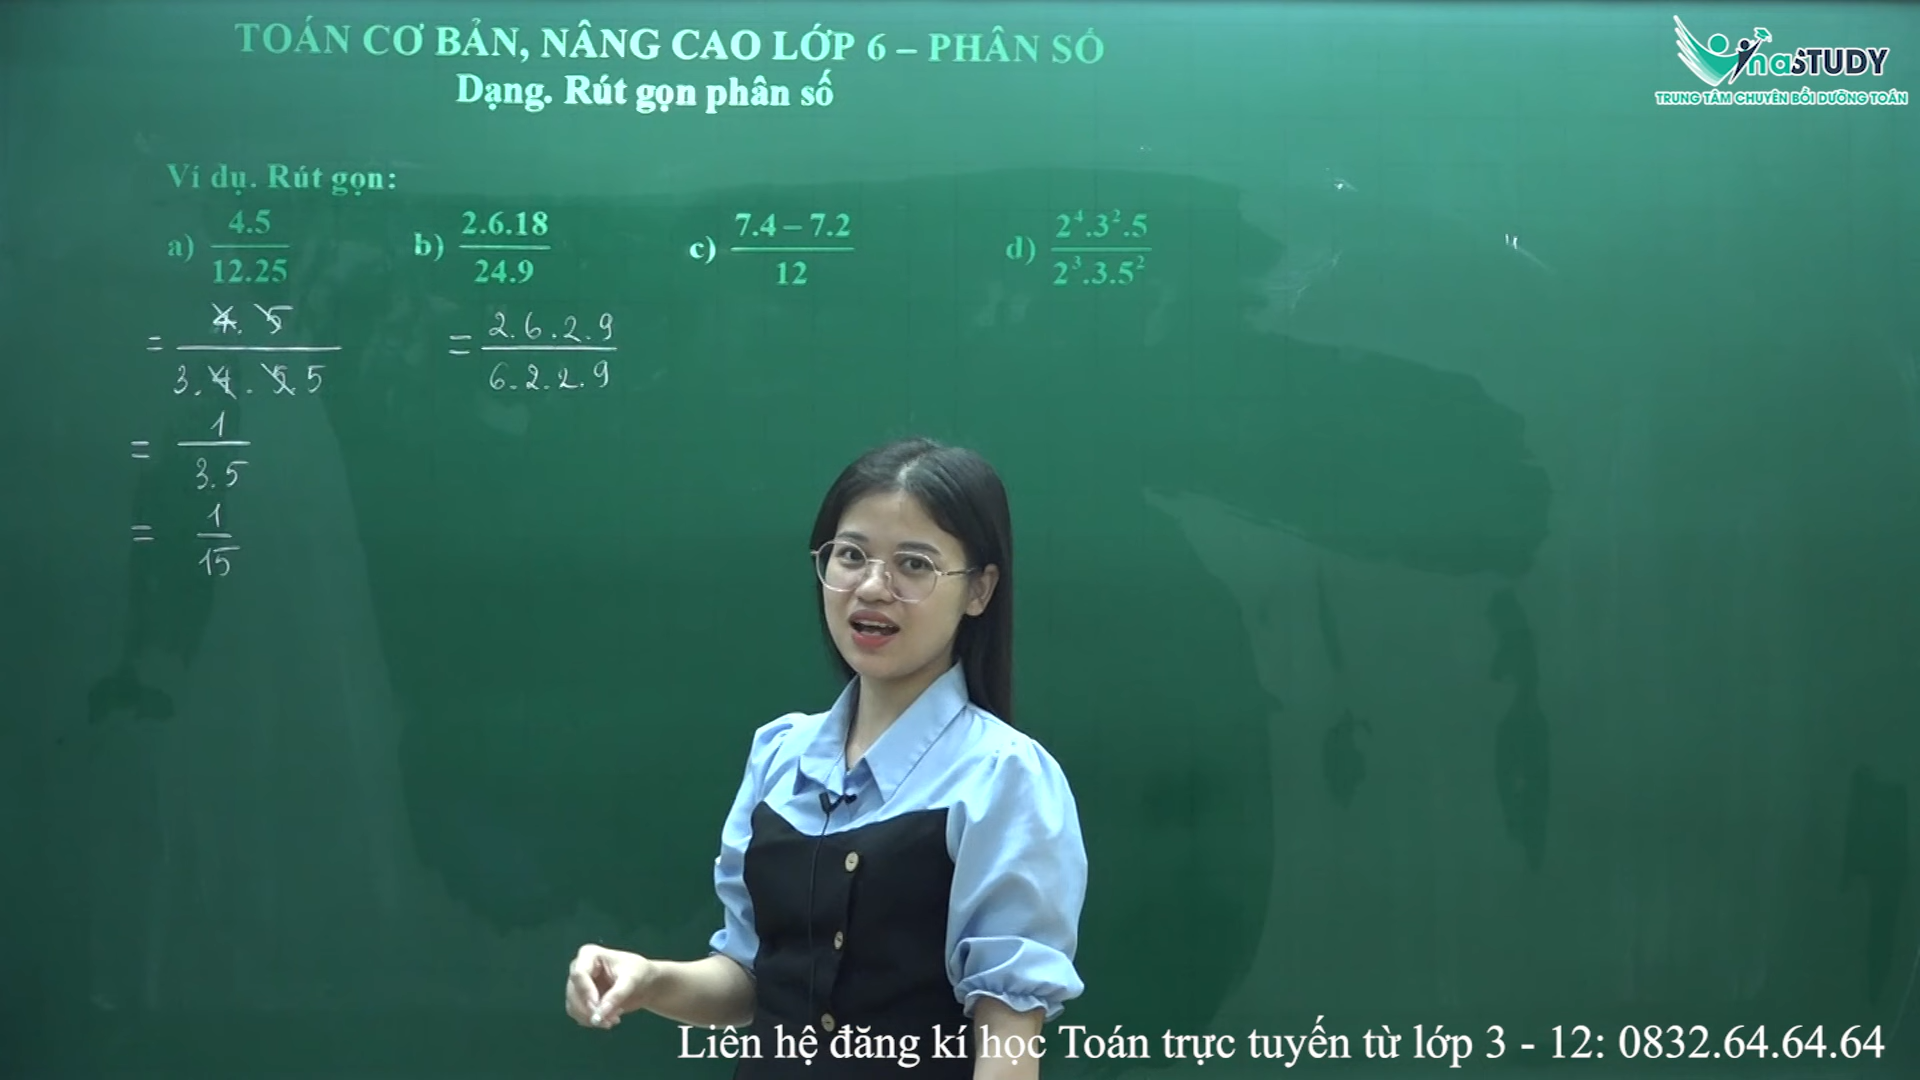 TOÁN CƠ BẢN, NÂNG CAO LỚP 6 – PHÂN SỐ
Dạng. Rút gọn phân số
naSTUDY
TRUNG TÂM CHUYÊN BỒI DƯỠNG TOÁN
Ví dụ. Rút gọn:
a) 4.5 / 12.25 b) 2.6.18 / 24.9 c) 7.4 – 7.2 / 12 d) 2⁴.3².5 / 2³.3.5²
= 4. 5 / 3.4.5.5 = 2.6.2.9 / 6.2.2.9
= 1 / 3.5
= 1 / 15
Liên hệ đăng kí học Toán trực tuyến từ lớp 3 - 12: 0832.64.64.64